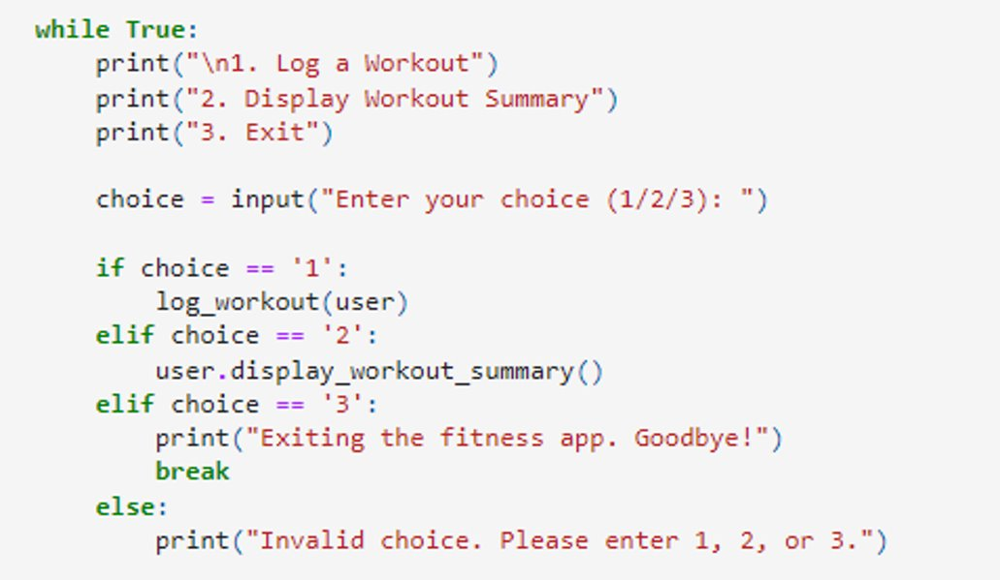 while True:
    print("\n1. Log a Workout")
    print("2. Display Workout Summary")
    print("3. Exit")

    choice = input("Enter your choice (1/2/3): ")

    if choice == '1':
        log_workout(user)
    elif choice == '2':
        user.display_workout_summary()
    elif choice == '3':
        print("Exiting the fitness app. Goodbye!")
        break
    else:
        print("Invalid choice. Please enter 1, 2, or 3.")